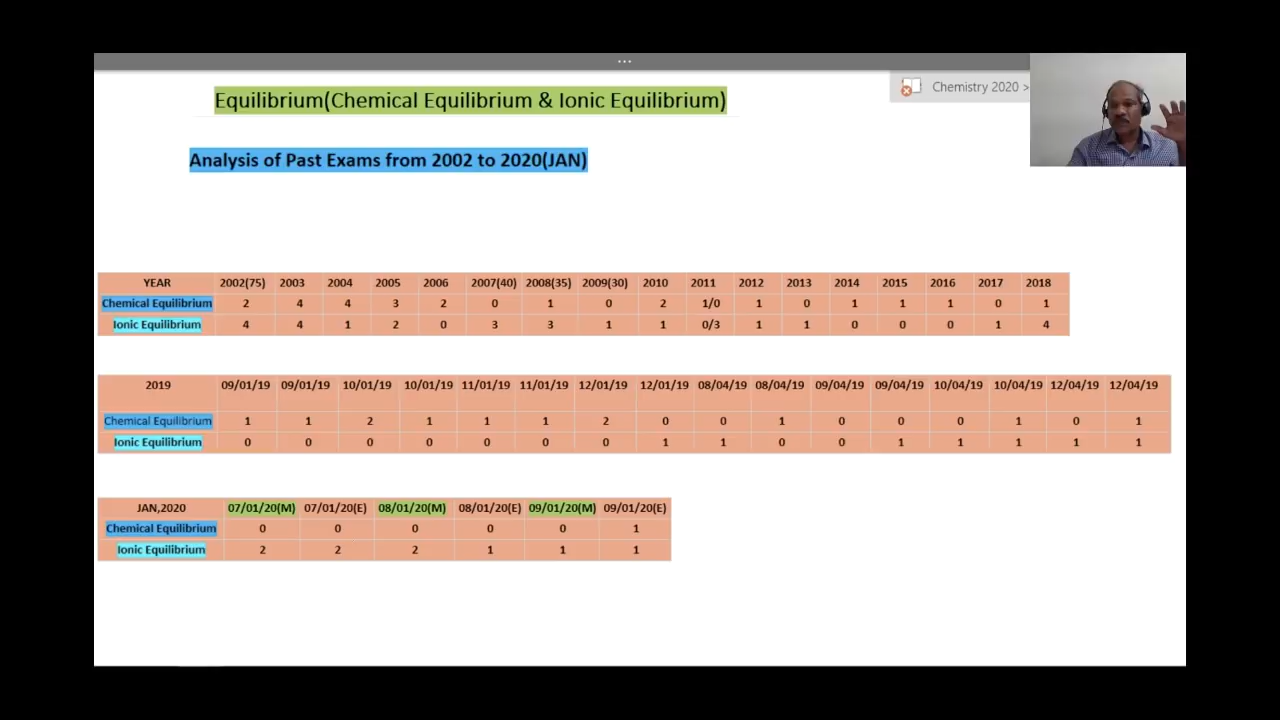 ...
Chemistry 2020 >
Equilibrium(Chemical Equilibrium & Ionic Equilibrium)
Analysis of Past Exams from 2002 to 2020(JAN)
YEAR 2002(75) 2003 2004 2005 2006 2007(40) 2008(35) 2009(30) 2010 2011 2012 2013 2014 2015 2016 2017 2018
Chemical Equilibrium 2 4 4 3 2 0 1 0 2 1/0 1 0 1 1 1 0 1
Ionic Equilibrium 4 4 1 2 0 3 3 1 1 0/3 1 1 0 0 0 1 4
2019 09/01/19 09/01/19 10/01/19 10/01/19 11/01/19 11/01/19 12/01/19 12/01/19 08/04/19 08/04/19 09/04/19 09/04/19 10/04/19 10/04/19 12/04/19 12/04/19
Chemical Equilibrium 1 1 2 1 1 1 2 0 0 1 0 0 0 1 0 1
Ionic Equilibrium 0 0 0 0 0 0 0 1 1 0 0 1 1 1 1 1
JAN,2020 07/01/20(M) 07/01/20(E) 08/01/20(M) 08/01/20(E) 09/01/20(M) 09/01/20(E)
Chemical Equilibrium 0 0 0 0 0 1
Ionic Equilibrium 2 2 2 1 1 1